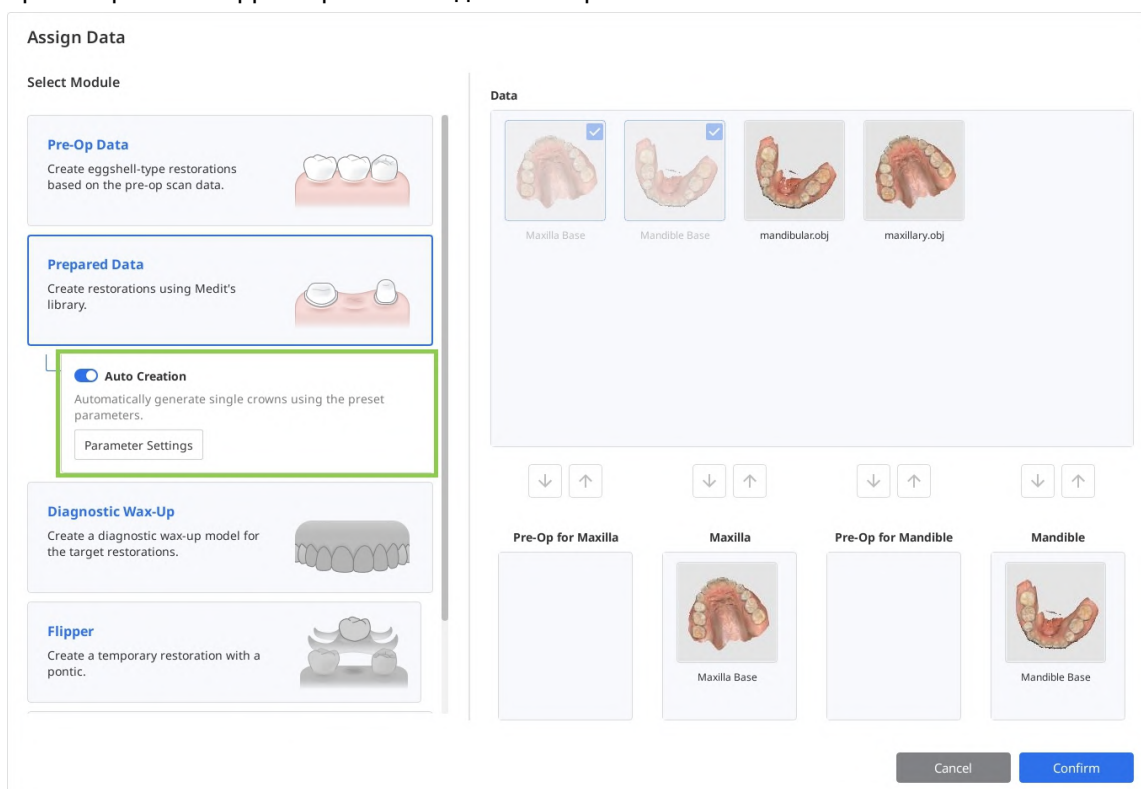 Assign Data
Select Module
Pre-Op Data
Create eggshell-type restorations
based on the pre-op scan data.
Prepared Data
Create restorations using Medit's
library.
Auto Creation
Automatically generate single crowns using the preset
parameters.
Parameter Settings
Diagnostic Wax-Up
Create a diagnostic wax-up model for
the target restorations.
Flipper
Create a temporary restoration with a
pontic.
Data
Maxilla Base
Mandible Base
mandibular.obj
maxillary.obj
Pre-Op for Maxilla
Maxilla
Pre-Op for Mandible
Mandible
Maxilla Base
Mandible Base
Cancel
Confirm